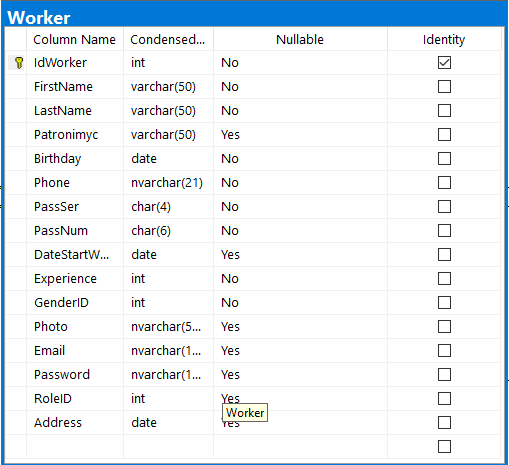 Worker
Column Name Condensed... Nullable Identity
IdWorker int No
FirstName varchar(50) No
LastName varchar(50) No
Patronimyc varchar(50) Yes
Birthday date No
Phone nvarchar(21) No
PassSer char(4) No
PassNum char(6) No
DateStartW... date Yes
Experience int No
GenderID int No
Photo nvarchar(5... Yes
Email nvarchar(1... Yes
Password nvarchar(1... Yes
RoleID int Yes
Worker
Address date Yes